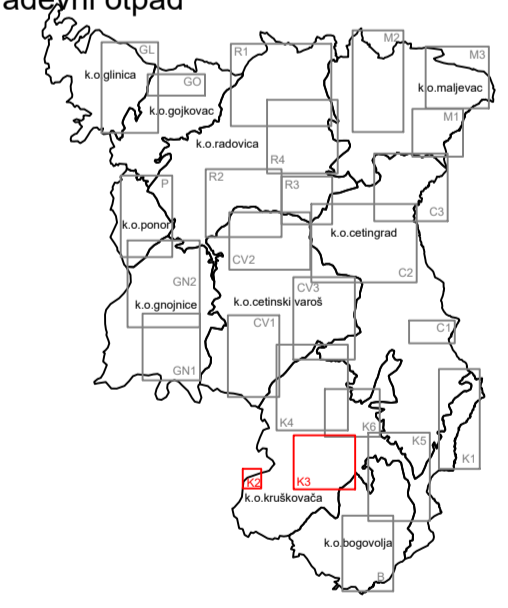 adevni otpad
M2
GL
R1
M3
k.o.glinica
GO
k.o.maljevac
k.o.gojkovac
M1
k.o.radovica
R4
P
R2
R3
C3
k.o.ponor
k.o.cetingrad
CV2
C2
GN2
CV3
k.o.gnojnice
k.o.cetinski varoš
CV1
C1
GN1
K4
K6
K5
K1
K2
K3
k.o.kruškovača
k.o.bogovolja
B